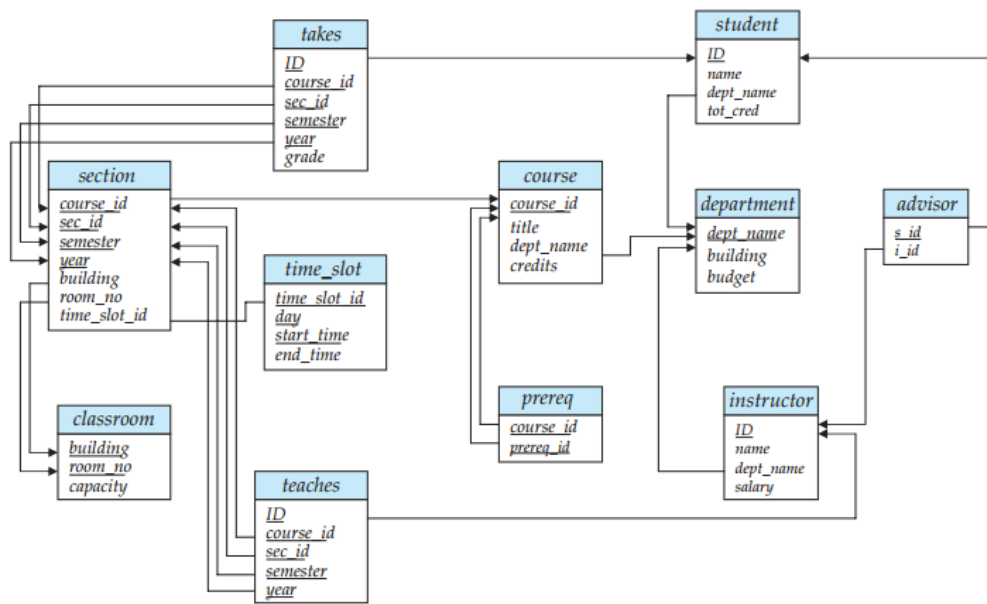 takes
ID
course_id
sec_id
semester
year
grade
student
ID
name
dept_name
tot_cred
section
course_id
sec_id
semester
year
building
room_no
time_slot_id
course
course_id
title
dept_name
credits
department
dept_name
building
budget
advisor
s_id
i_id
time_slot
time_slot_id
day
start_time
end_time
classroom
building
room_no
capacity
prereq
course_id
prereq_id
instructor
ID
name
dept_name
salary
teaches
ID
course_id
sec_id
semester
year